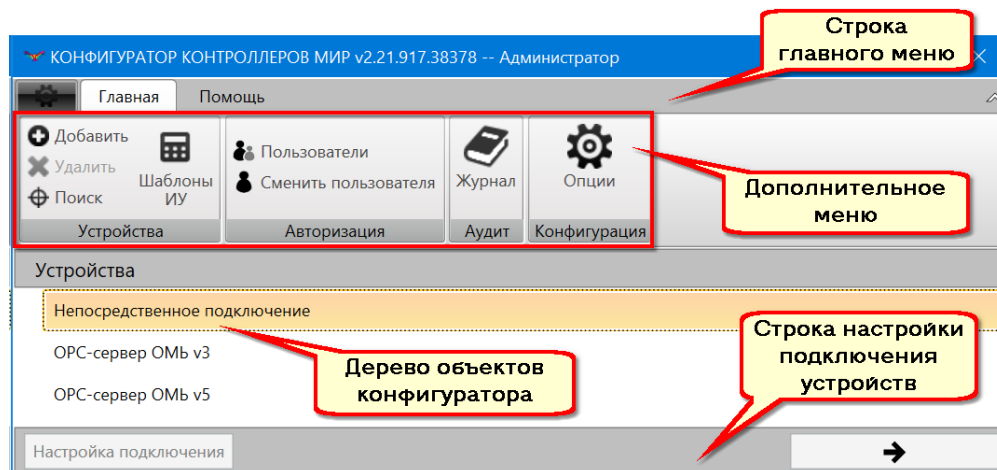 Строка
главного меню
КОНФИГУРАТОР КОНТРОЛЛЕРОВ МИР v2.21.917.38378 -- Администратор
Главная Помощь
Добавить
Удалить
Поиск
Шаблоны
ИУ
Устройства
Пользователи
Сменить пользователя
Авторизация
Журнал
Аудит
Опции
Конфигурация
Дополнительное
меню
Устройства
Непосредственное подключение
OPC-сервер ОМЬ v3
OPC-сервер ОМЬ v5
Дерево объектов
конфигуратора
Строка настройки
подключения
устройств
Настройка подключения